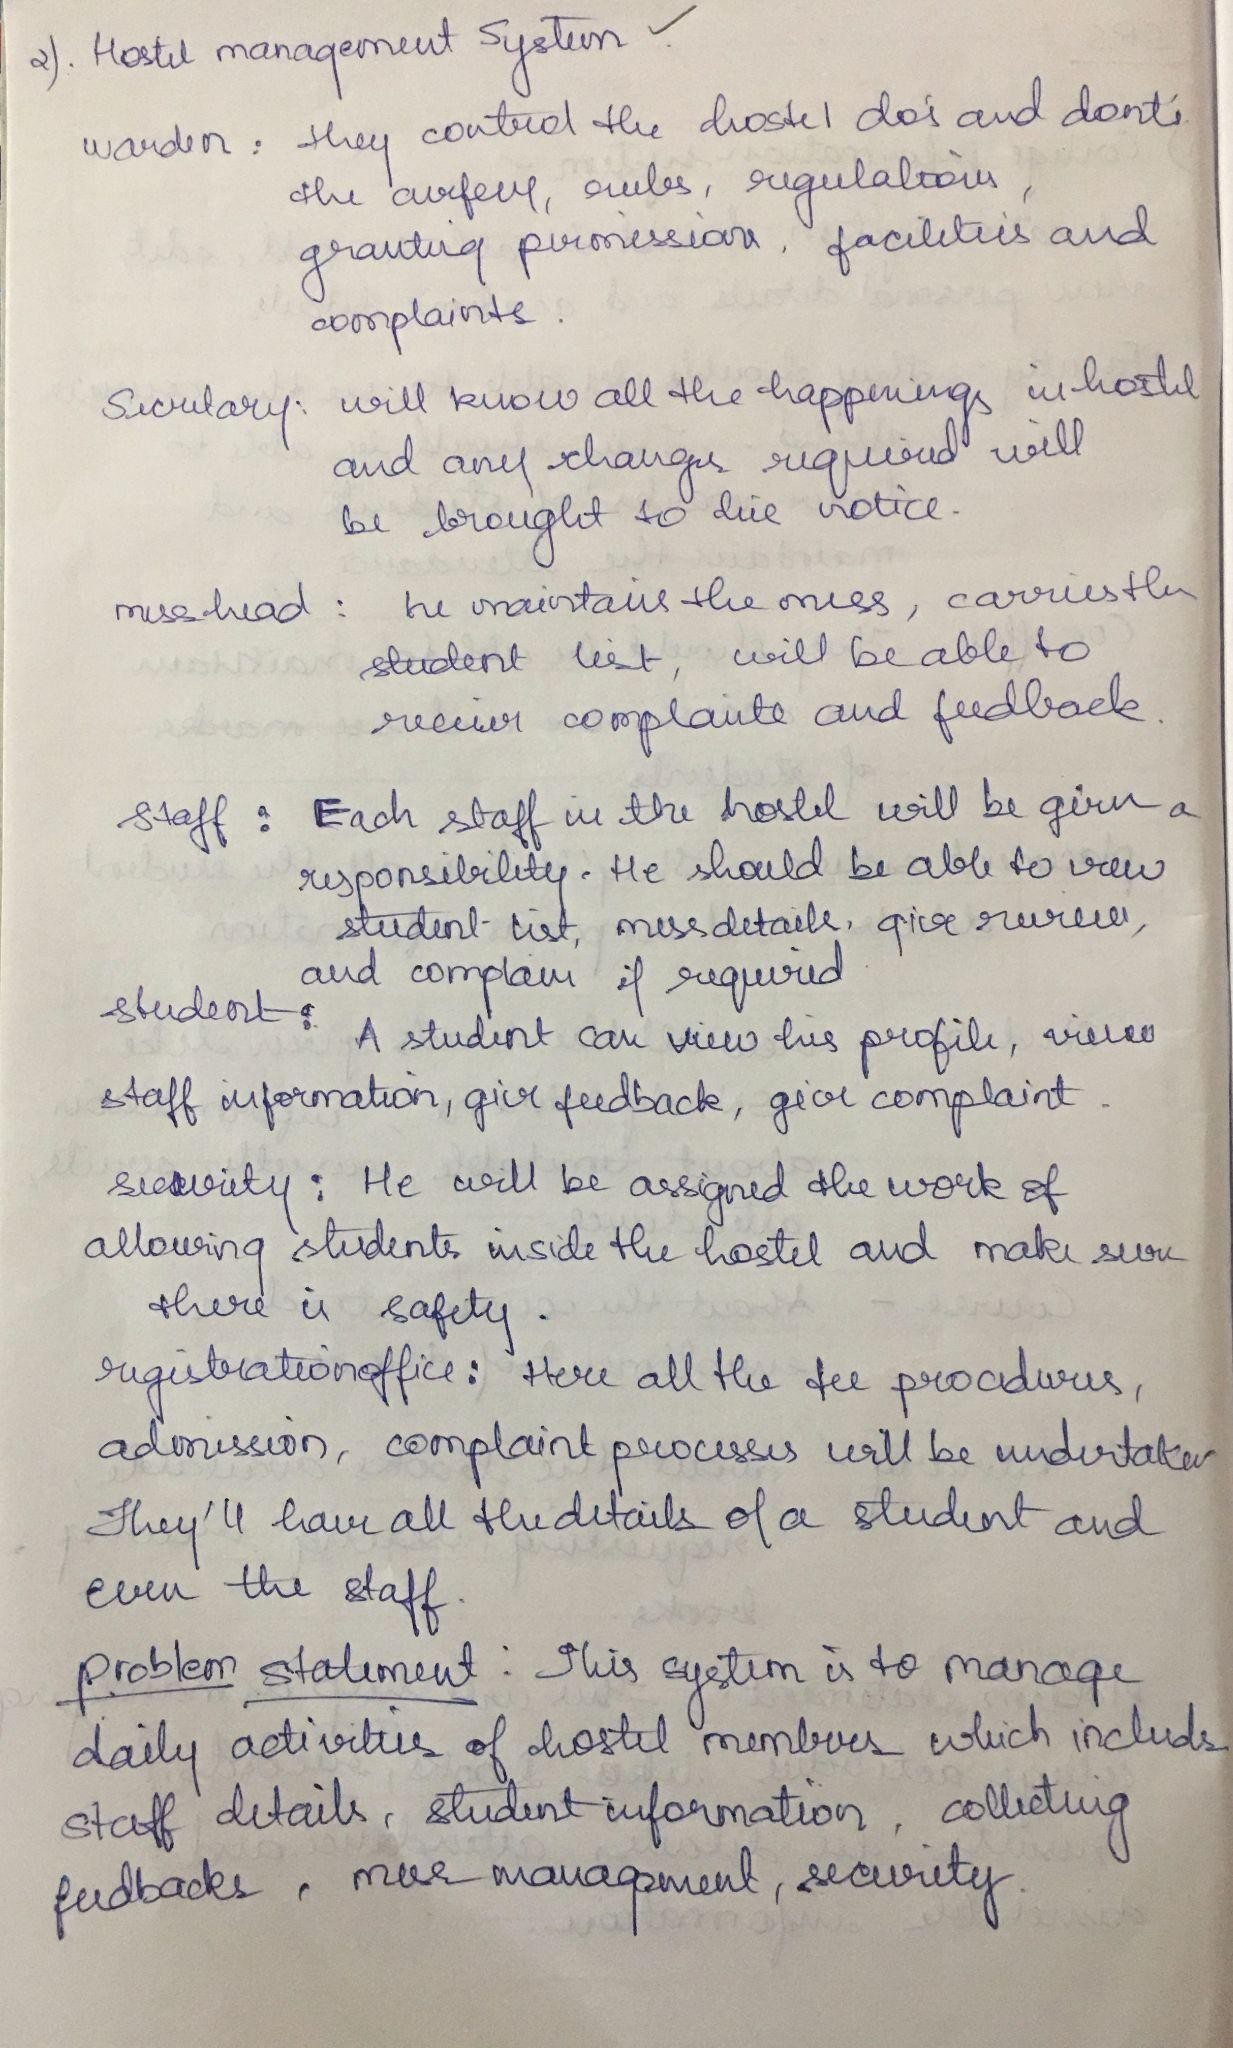 2). Hostel management System
warden : they control the hostel do's and dont's
the curfew, rules, regulations,
granting permission, facilities and
complaints.
Secretary: will know all the happenings in hostel
and any changes required will
be brought to his notice.
mess head : he maintains the mess, carries the
student list, will be able to
receive complaints and feedback.
staff : Each staff in the hostel will be given a
responsibility. He should be able to view
student list, mess details, give review,
and complain if required
student :
A student can view his profile, view
staff information, give feedback, give complaint.
security : He will be assigned the work of
allowing students inside the hostel and make sure
there is safety.
registration office : Here all the fee procedures,
admission, complaint processes will be undertaken
They'll have all the details of a student and
even the staff.
Problem statement : This system is to manage
daily activities of hostel members which includes
staff details, student information, collecting
feedbacks, mess management, security.